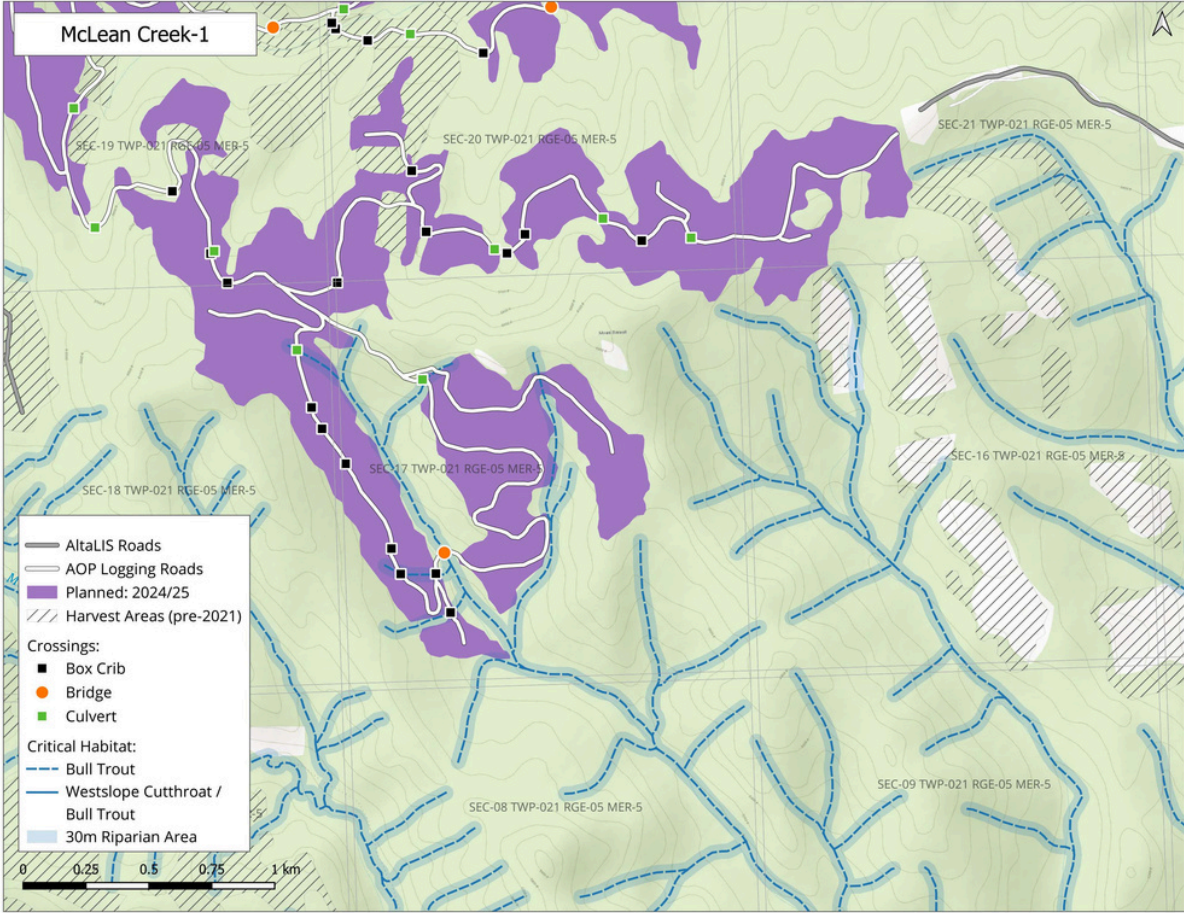 McLean Creek-1
SEC-19 TWP-021 RGE-05 MER-5
SEC-20 TWP-021 RGE-05 MER-5
SEC-21 TWP-021 RGE-05 MER-5
SEC-17 TWP-021 RGE-05 MER-5
SEC-16 TWP-021 RGE-05 MER-5
SEC-18 TWP-021 RGE-05 MER-5
AltaLIS Roads
AOP Logging Roads
Planned: 2024/25
Harvest Areas (pre-2021)
Crossings:
Box Crib
Bridge
Culvert
Critical Habitat:
Bull Trout
Westslope Cutthroat /
Bull Trout
30m Riparian Area
SEC-09 TWP-021 RGE-05 MER-5
SEC-08 TWP-021 RGE-05 MER-5
0 0.25 0.5 0.75 1 km